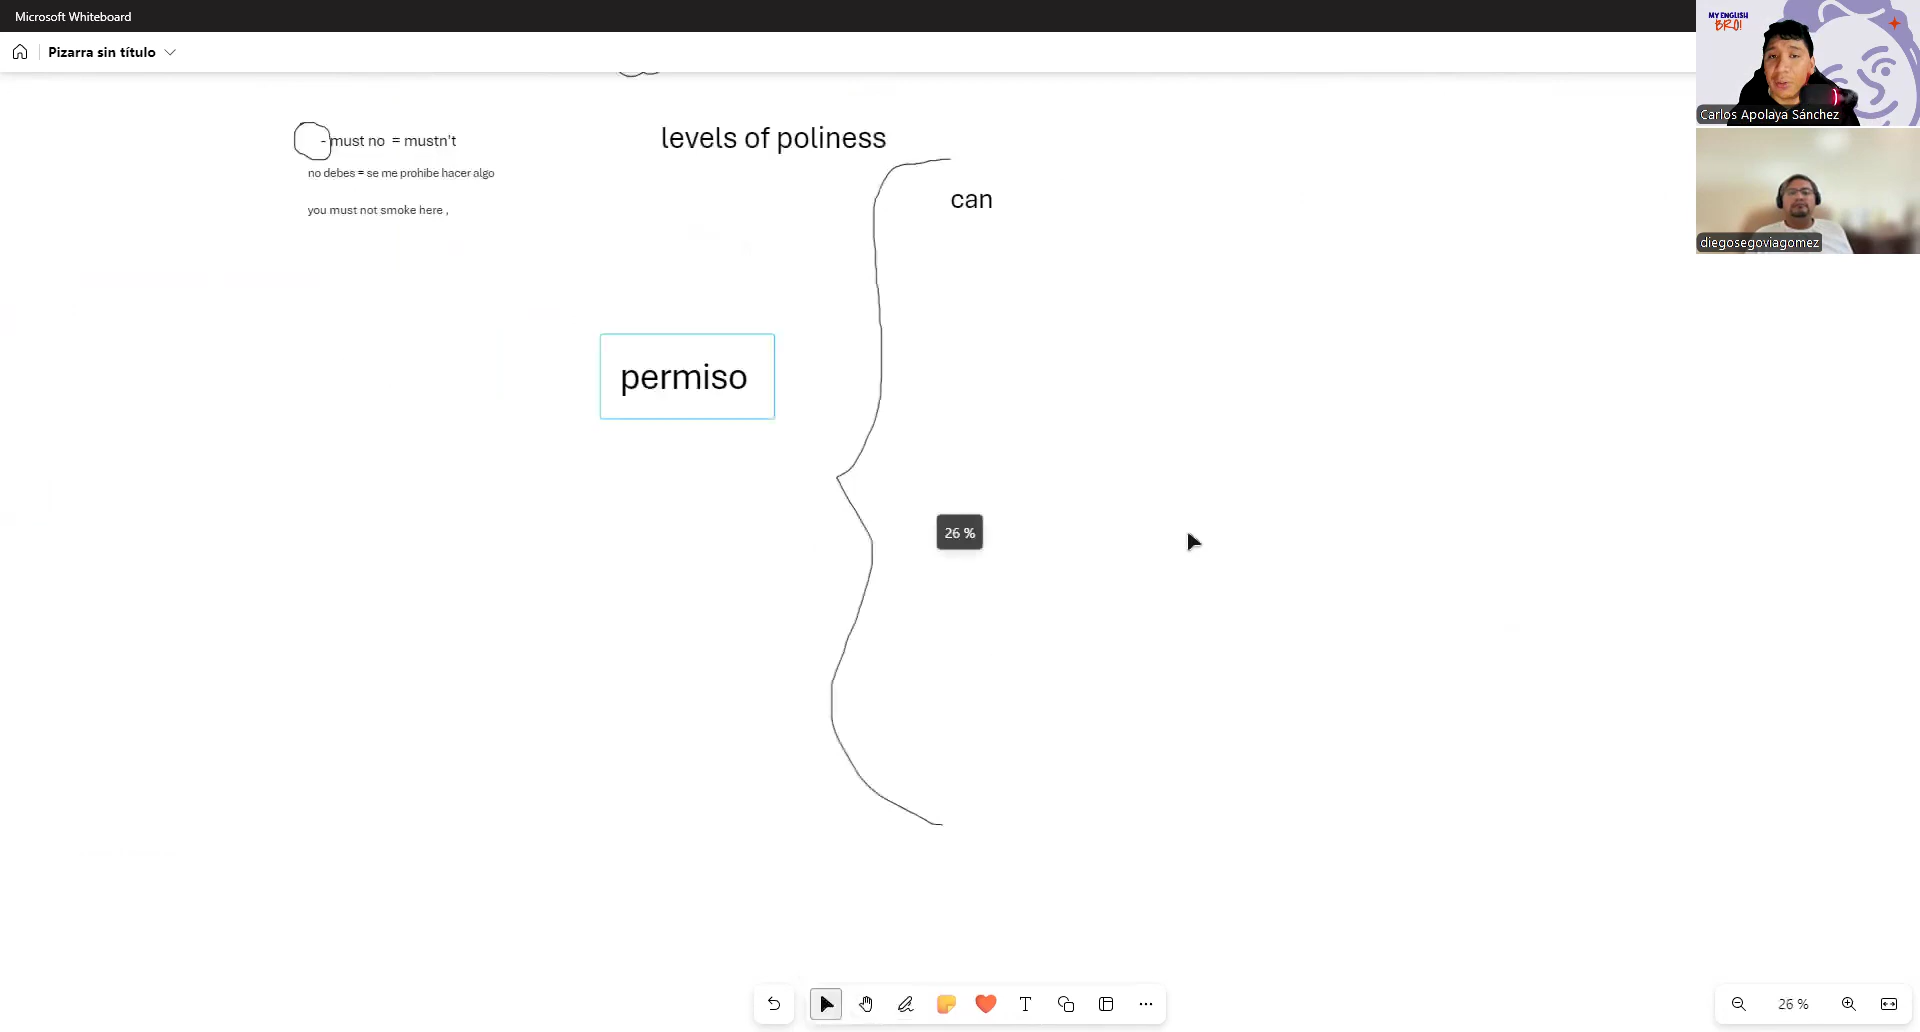 Microsoft Whiteboard
Pizarra sin título
MY ENGLISH
BRO!
Carlos Apolaya Sánchez
diegosegoviagomez
- must no = mustn't
no debes = se me prohibe hacer algo
you must not smoke here ,
levels of poliness
can
permiso
26 %
T
26 %